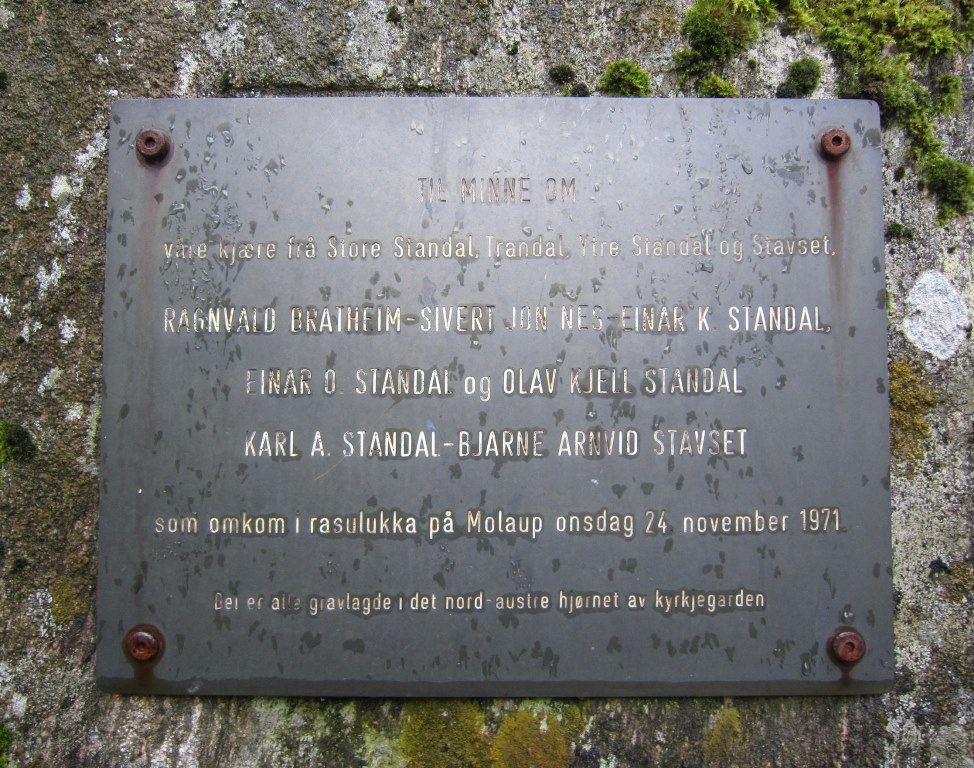 TIL MINNE OM
våre kjære frå Store Standal, Trandal, Tire Standal og Stavset,
RAGNVALD BRATHEIM-SIVERT JON NES-EINAR K. STANDAL,
EINAR O. STANDAL og OLAV KJELL STANDAL
KARL A. STANDAL-BJARNE ARNVID STAVSET
som omkom i rasulukka på Molaup onsdag 24. november 1971
Dei er alle gravlagde i det nord-austre hjørnet av kyrkjegarden